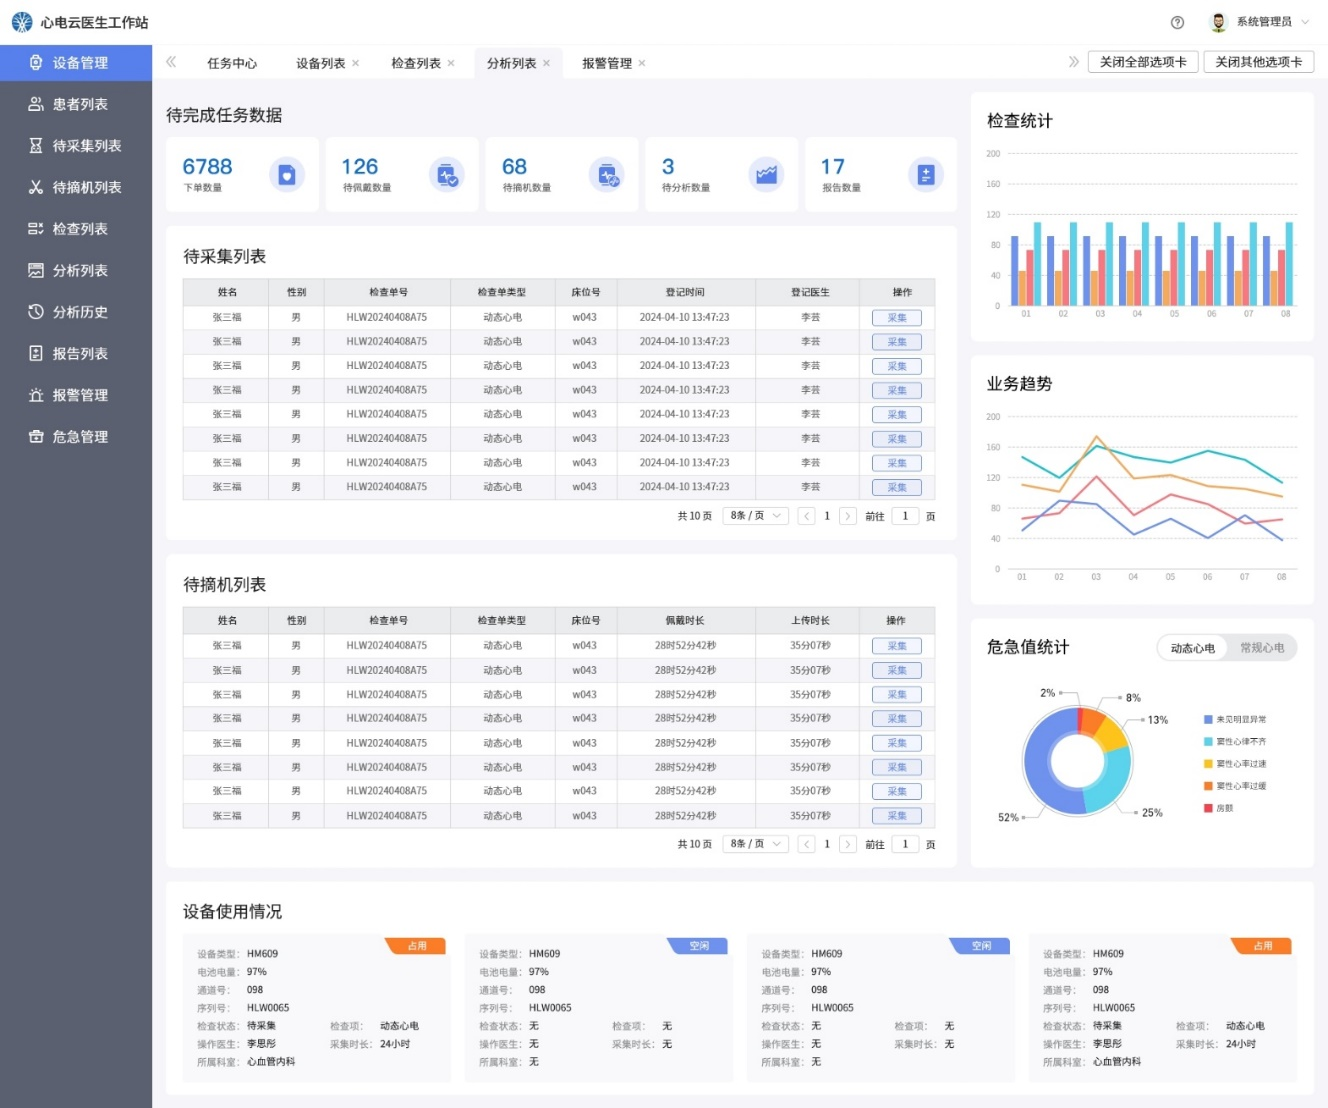 心电云医生工作站
系统管理员
设备管理
患者列表
待采集列表
待摘机列表
检查列表
分析列表
分析历史
报告列表
报警管理
危急管理
任务中心 设备列表 检查列表 分析列表 报警管理 关闭全部选项卡 关闭其他选项卡
待完成任务数据
6788
下单数量
126
待佩戴数量
68
待摘机数量
3
待分析数量
17
报告数量
待采集列表
姓名 性别 检查单号 检查单类型 床位号 登记时间 登记医生 操作
张三福 男 HLW20240408A75 动态心电 w043 2024-04-10 13:47:23 李芸 采集
张三福 男 HLW20240408A75 动态心电 w043 2024-04-10 13:47:23 李芸 采集
张三福 男 HLW20240408A75 动态心电 w043 2024-04-10 13:47:23 李芸 采集
张三福 男 HLW20240408A75 动态心电 w043 2024-04-10 13:47:23 李芸 采集
张三福 男 HLW20240408A75 动态心电 w043 2024-04-10 13:47:23 李芸 采集
张三福 男 HLW20240408A75 动态心电 w043 2024-04-10 13:47:23 李芸 采集
张三福 男 HLW20240408A75 动态心电 w043 2024-04-10 13:47:23 李芸 采集
张三福 男 HLW20240408A75 动态心电 w043 2024-04-10 13:47:23 李芸 采集
共 10 页 8条 / 页 1 前往 1 页
待摘机列表
姓名 性别 检查单号 检查单类型 床位号 佩戴时长 上传时长 操作
张三福 男 HLW20240408A75 动态心电 w043 28时52分42秒 35分07秒 采集
张三福 男 HLW20240408A75 动态心电 w043 28时52分42秒 35分07秒 采集
张三福 男 HLW20240408A75 动态心电 w043 28时52分42秒 35分07秒 采集
张三福 男 HLW20240408A75 动态心电 w043 28时52分42秒 35分07秒 采集
张三福 男 HLW20240408A75 动态心电 w043 28时52分42秒 35分07秒 采集
张三福 男 HLW20240408A75 动态心电 w043 28时52分42秒 35分07秒 采集
张三福 男 HLW20240408A75 动态心电 w043 28时52分42秒 35分07秒 采集
张三福 男 HLW20240408A75 动态心电 w043 28时52分42秒 35分07秒 采集
共 10 页 8条 / 页 1 前往 1 页
检查统计
200
160
120
80
40
0
01 02 03 04 05 06 07 08
业务趋势
200
160
120
80
40
0
01 02 03 04 05 06 07 08
危急值统计
动态心电 常规心电
2%
8%
13%
25%
52%
未见明显异常
窦性心律不齐
窦性心率过速
窦性心率过缓
房颤
设备使用情况
占用
设备类型: HM609
电池电量: 97%
通道号: 098
序列号: HLW0065
检查状态: 待采集 检查项: 动态心电
操作医生: 李思彤 采集时长: 24小时
所属科室: 心血管内科
空闲
设备类型: HM609
电池电量: 97%
通道号: 098
序列号: HLW0065
检查状态: 无 检查项: 无
操作医生: 无 采集时长: 无
所属科室: 无
空闲
设备类型: HM609
电池电量: 97%
通道号: 098
序列号: HLW0065
检查状态: 无 检查项: 无
操作医生: 无 采集时长: 无
所属科室: 无
占用
设备类型: HM609
电池电量: 97%
通道号: 098
序列号: HLW0065
检查状态: 待采集 检查项: 动态心电
操作医生: 李思彤 采集时长: 24小时
所属科室: 心血管内科